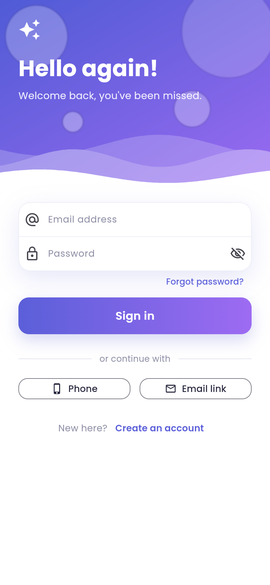 Hello again!
Welcome back, you've been missed.
Email address
Password
Forgot password?
Sign in
or continue with
Phone
Email link
New here? Create an account